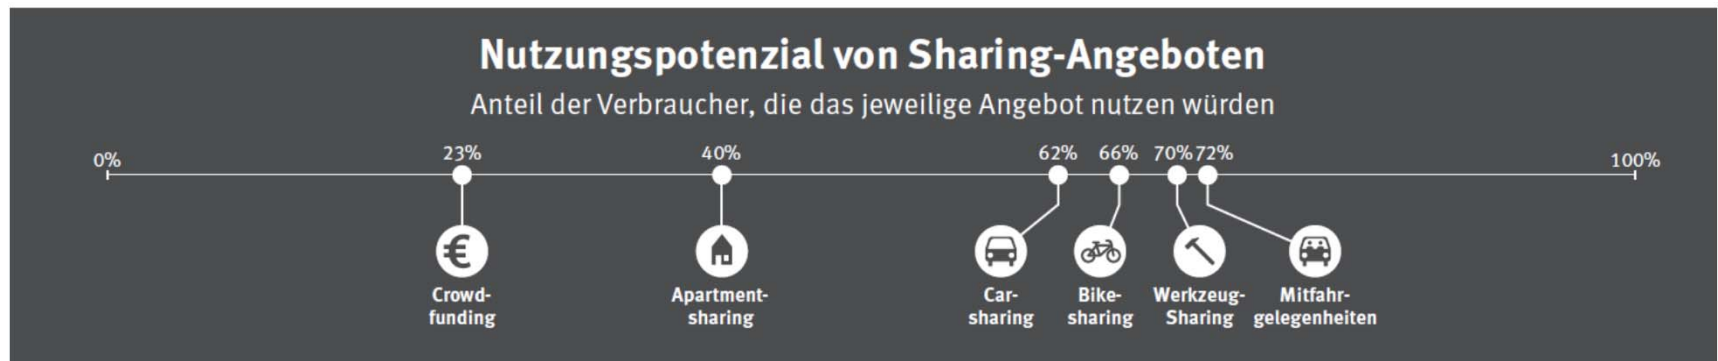 Nutzungspotenzial von Sharing-Angeboten
Anteil der Verbraucher, die das jeweilige Angebot nutzen würden
0% 23% 40% 62% 66% 70% 72% 100%
€
Crowd-
funding
Apartment-
sharing
Car-
sharing
Bike-
sharing
Werkzeug-
Sharing
Mitfahr-
gelegenheiten